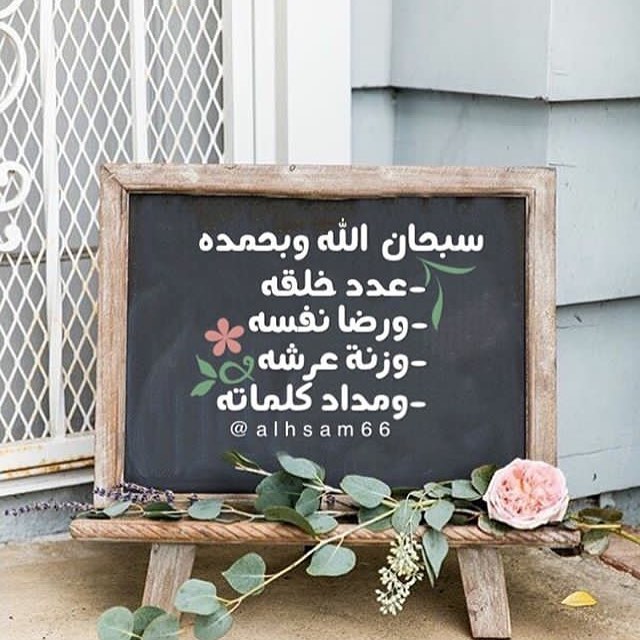 سبحان الله وبحمده
-عدد خلقه
-ورضا نفسه
-وزنة عرشه
-ومداد كلماته
@alhsam66